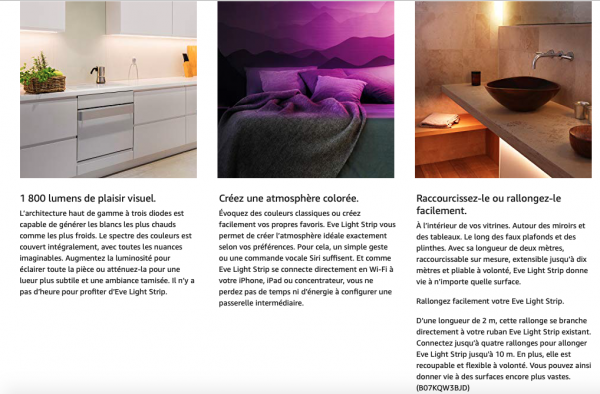 1 800 lumens de plaisir visuel.
L'architecture haut de gamme à trois diodes est
capable de générer les blancs les plus chauds
comme les plus froids. Le spectre des couleurs est
couvert intégralement, avec toutes les nuances
imaginables. Augmentez la luminosité pour
éclairer toute la pièce ou atténuez-la pour une
lueur plus subtile et une ambiance tamisée. Il n'y a
pas d'heure pour profiter d'Eve Light Strip.
Créez une atmosphère colorée.
Évoquez des couleurs classiques ou créez
facilement vos propres favoris. Eve Light Strip vous
permet de créer l'atmosphère idéale exactement
selon vos préférences. Pour cela, un simple geste
ou une commande vocale Siri suffisent. Et comme
Eve Light Strip se connecte directement en Wi-Fi à
votre iPhone, iPad ou concentrateur, vous ne
perdez pas de temps ni d'énergie à configurer une
passerelle intermédiaire.
Raccourcissez-le ou rallongez-le
facilement.
À l'intérieur de vos vitrines. Autour des miroirs et
des tableaux. Le long des faux plafonds et des
plinthes. Avec sa longueur de deux mètres,
raccourcissable sur mesure, extensible jusqu'à dix
mètres et pliable à volonté, Eve Light Strip donne
vie à n'importe quelle surface.
Rallongez facilement votre Eve Light Strip.
D'une longueur de 2 m, cette rallonge se branche
directement à votre ruban Eve Light Strip existant.
Connectez jusqu'à quatre rallonges pour allonger
Eve Light Strip jusqu'à 10 m. En plus, elle est
recoupable et flexible à volonté. Vous pouvez ainsi
donner vie à des surfaces encore plus vastes.
(B07KQW3BJD)